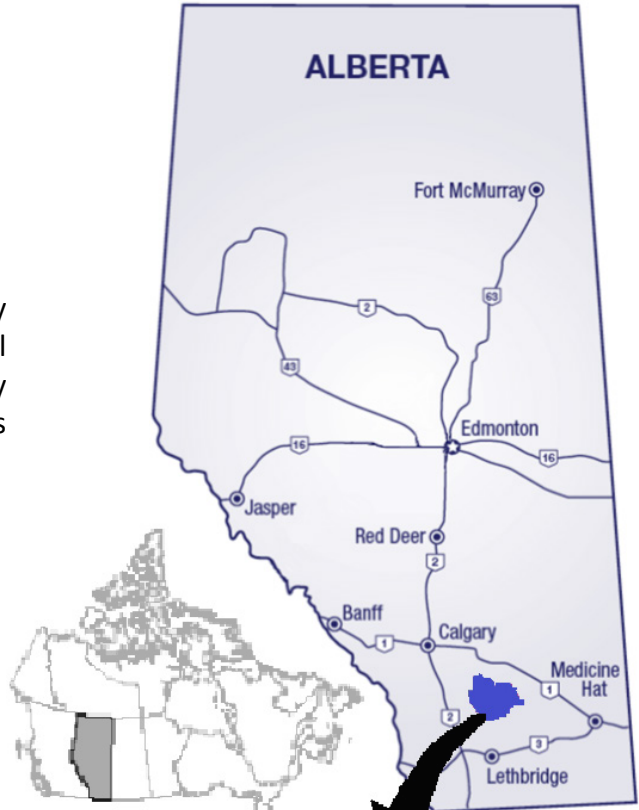 ALBERTA
Fort McMurray
63
2
43
Edmonton
16
16
Jasper
Red Deer
2
Banff
Calgary
1
Medicine
Hat
1
2
3
Lethbridge
y
l
y
s